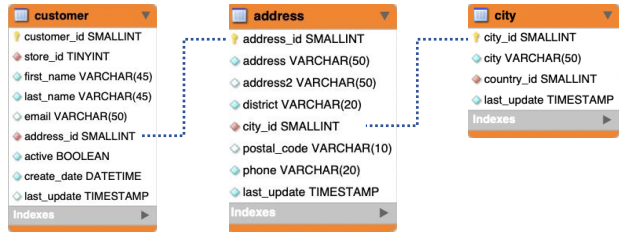 customer
customer_id SMALLINT
store_id TINYINT
first_name VARCHAR(45)
last_name VARCHAR(45)
email VARCHAR(50)
address_id SMALLINT
active BOOLEAN
create_date DATETIME
last_update TIMESTAMP
Indexes
address
address_id SMALLINT
address VARCHAR(50)
address2 VARCHAR(50)
district VARCHAR(20)
city_id SMALLINT
postal_code VARCHAR(10)
phone VARCHAR(20)
last_update TIMESTAMP
Indexes
city
city_id SMALLINT
city VARCHAR(50)
country_id SMALLINT
last_update TIMESTAMP
Indexes